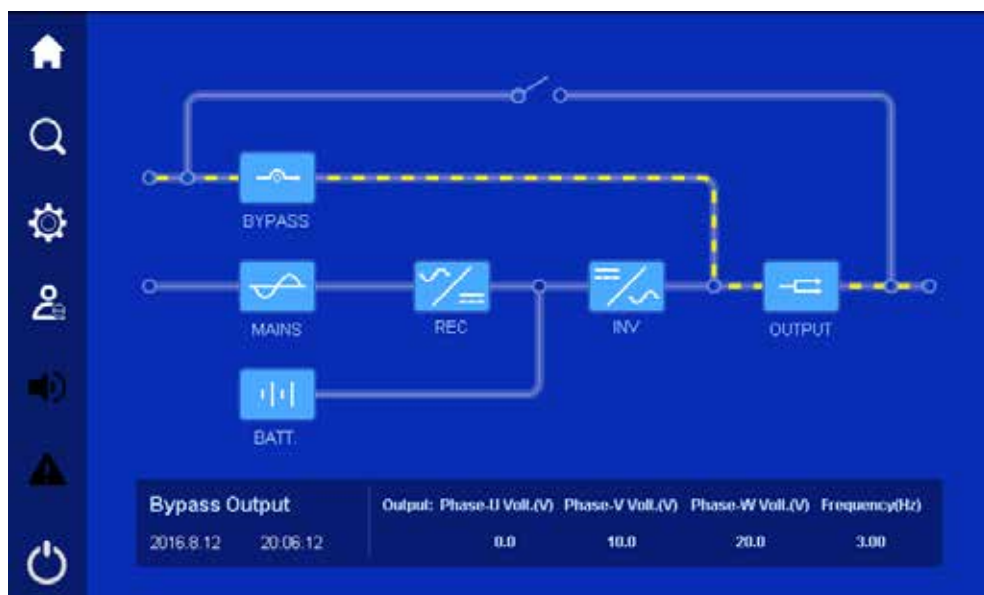 BYPASS
MAINS
REC
INV
OUTPUT
BATT.
Bypass Output
Output: Phase-U Volt.(V) Phase-V Volt.(V) Phase-W Volt.(V) Frequency(Hz)
2016.8.12 20:06:12
0.0 10.0 20.0 3.00